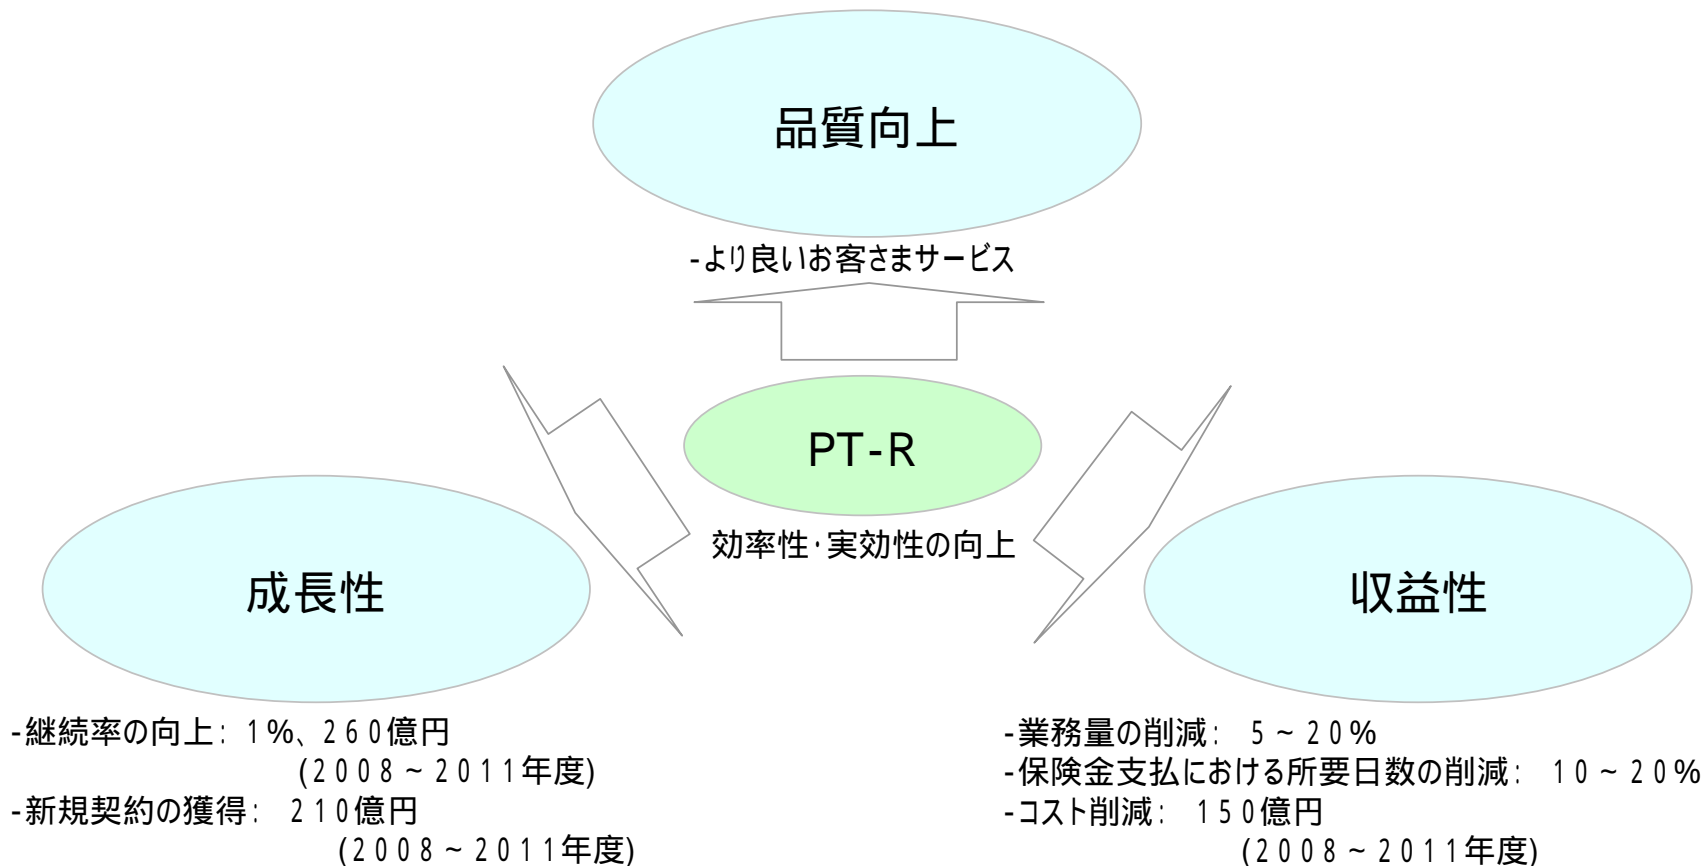 品質向上
-より良いお客さまサービス
PT-R
効率性・実効性の向上
成長性
-継続率の向上: 1%、260億円
(2008~2011年度)
-新規契約の獲得: 210億円
(2008~2011年度)
収益性
-業務量の削減: 5~20%
-保険金支払における所要日数の削減: 10~20%
-コスト削減: 150億円
(2008~2011年度)